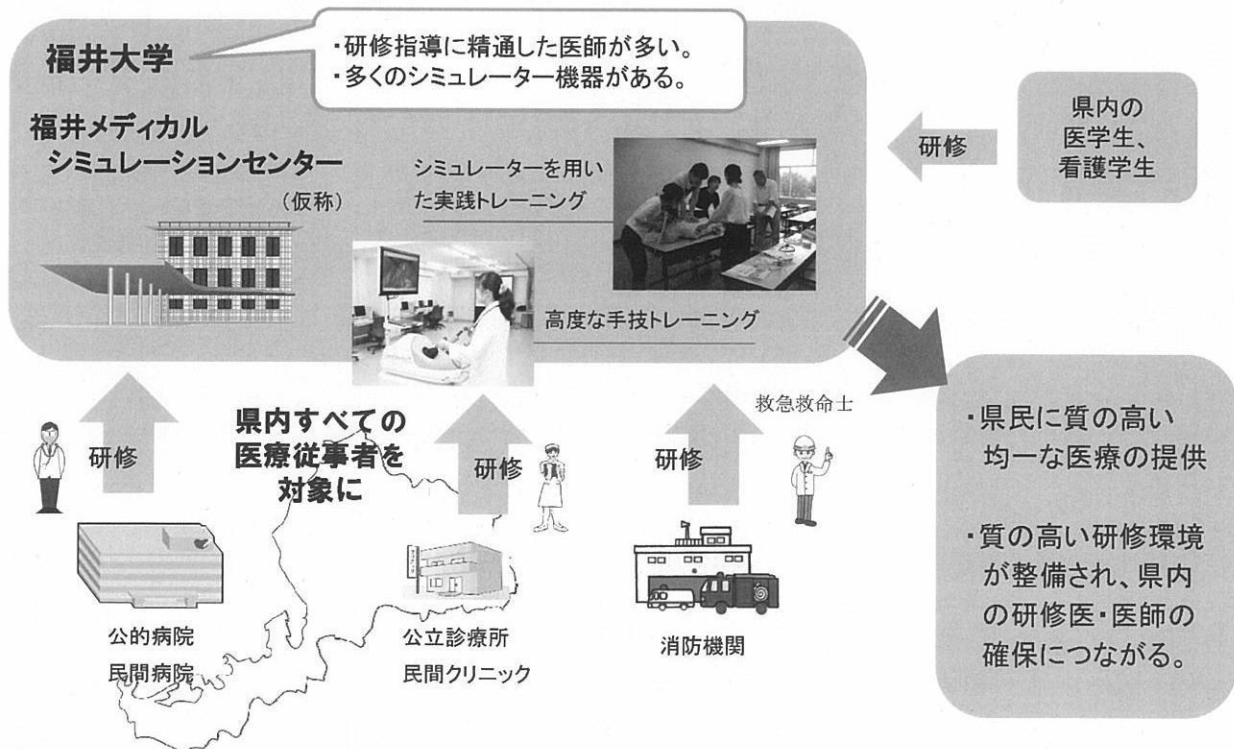 福井大学
・研修指導に精通した医師が多い。
・多くのシミュレーター機器がある。
福井メディカル
シミュレーションセンター
(仮称)
シミュレーターを用い
た実践トレーニング
高度な手技トレーニング
研修
県内の
医学生、
看護学生
研修
県内すべての
医療従事者を
対象に
研修
研修
救急救命士
公的病院
民間病院
公立診療所
民間クリニック
消防機関
・県民に質の高い
均一な医療の提供
・質の高い研修環境
が整備され、県内
の研修医・医師の
確保につながる。